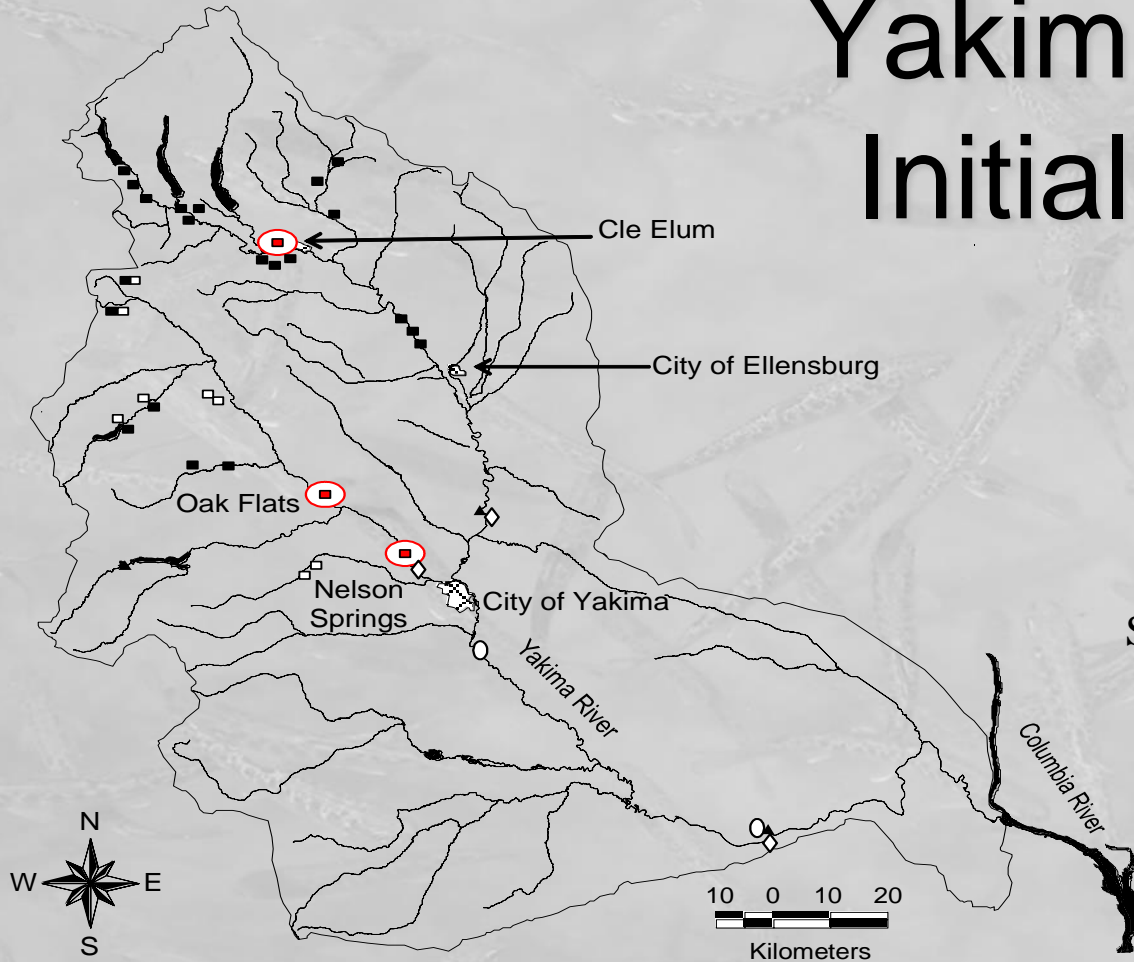 Yakim
Initial
Cle Elum
City of Ellensburg
Oak Flats
Nelson
Springs
City of Yakima
Yakima River
S
Columbia River
N
W E
S
10 0 10 20
Kilometers